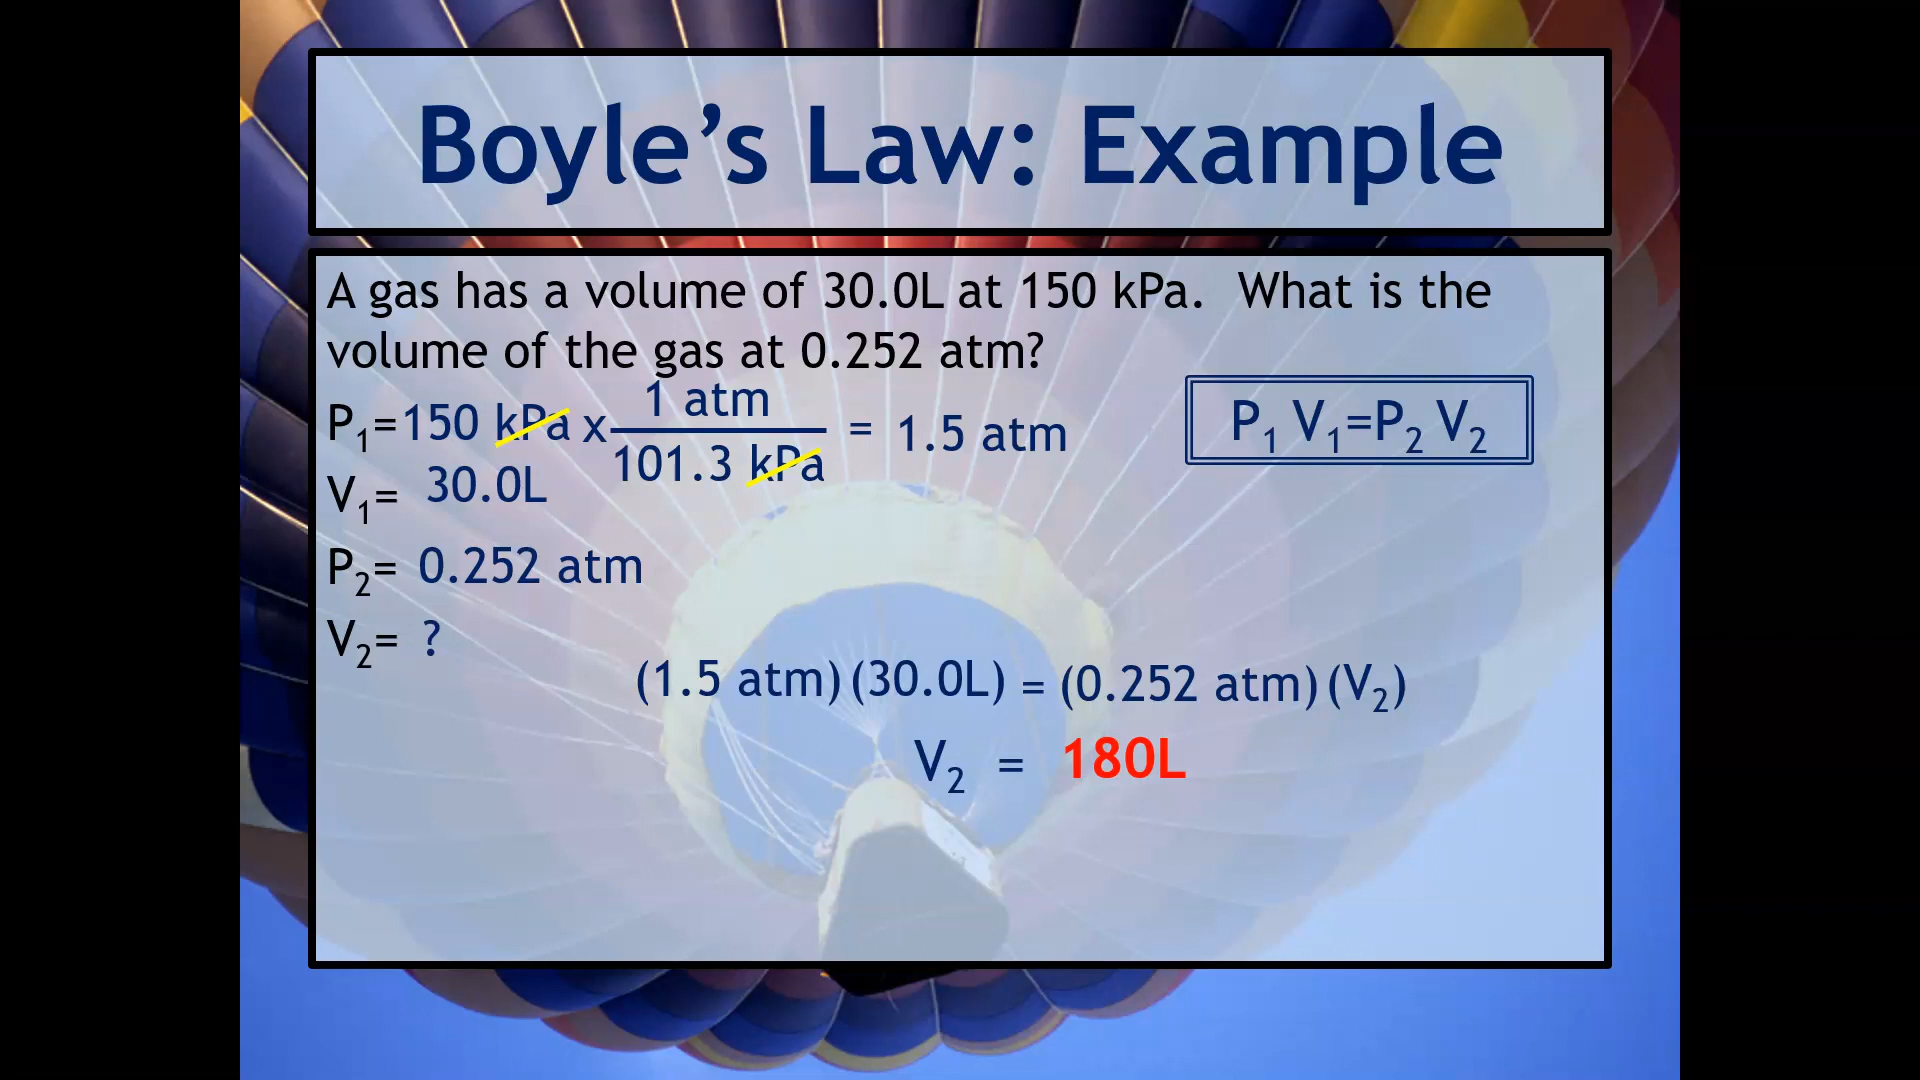 Boyle’s Law: Example
A gas has a volume of 30.0L at 150 kPa. What is the
volume of the gas at 0.252 atm?
P₁=150 kPa x 1 atm
101.3 kPa
= 1.5 atm
P₁ V₁=P₂ V₂
V₁= 30.0L
P₂= 0.252 atm
V₂= ?
(1.5 atm)(30.0L) = (0.252 atm)(V₂)
V₂ = 180L